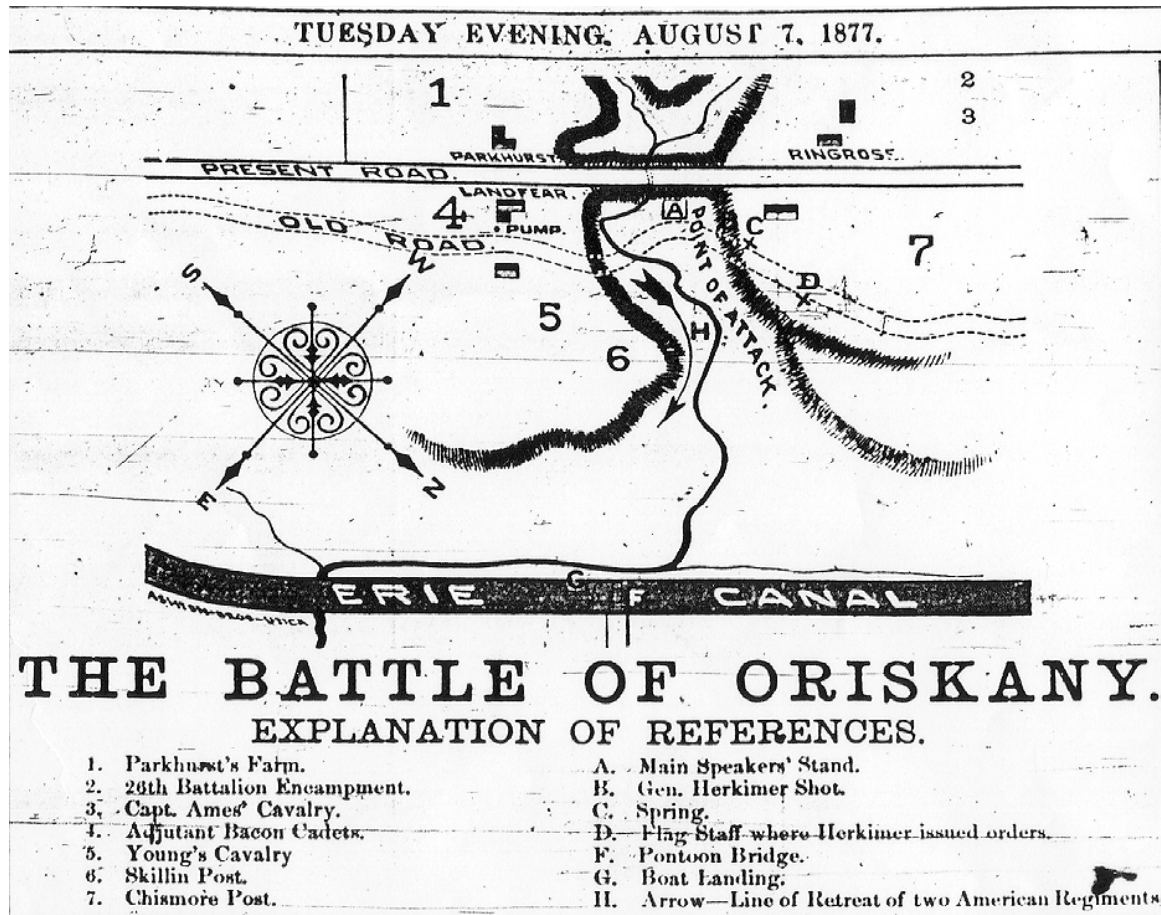 TUESDAY EVENING, AUGUST 7, 1877.
1
2
3
PARKHURST.
RINGROSE.
PRESENT ROAD.
LANDFEAR.
4
PUMP.
OLD ROAD.
A
POINT OF ATTACK.
C
D
7
S
W
5
H
6
E
N
G
ERIE F CANAL
THE BATTLE OF ORISKANY.
EXPLANATION OF REFERENCES.
1. Parkhurst's Farm.
2. 26th Battalion Encampment.
3. Capt. Ames' Cavalry.
4. Adjutant Bacon Cadets.
5. Young's Cavalry
6. Skillin Post.
7. Chismore Post.
A. Main Speakers' Stand.
B. Gen. Herkimer Shot.
C. Spring.
D. Flag Staff where Herkimer issued orders.
F. Pontoon Bridge.
G. Boat Landing.
H. Arrow—Line of Retreat of two American Regiments